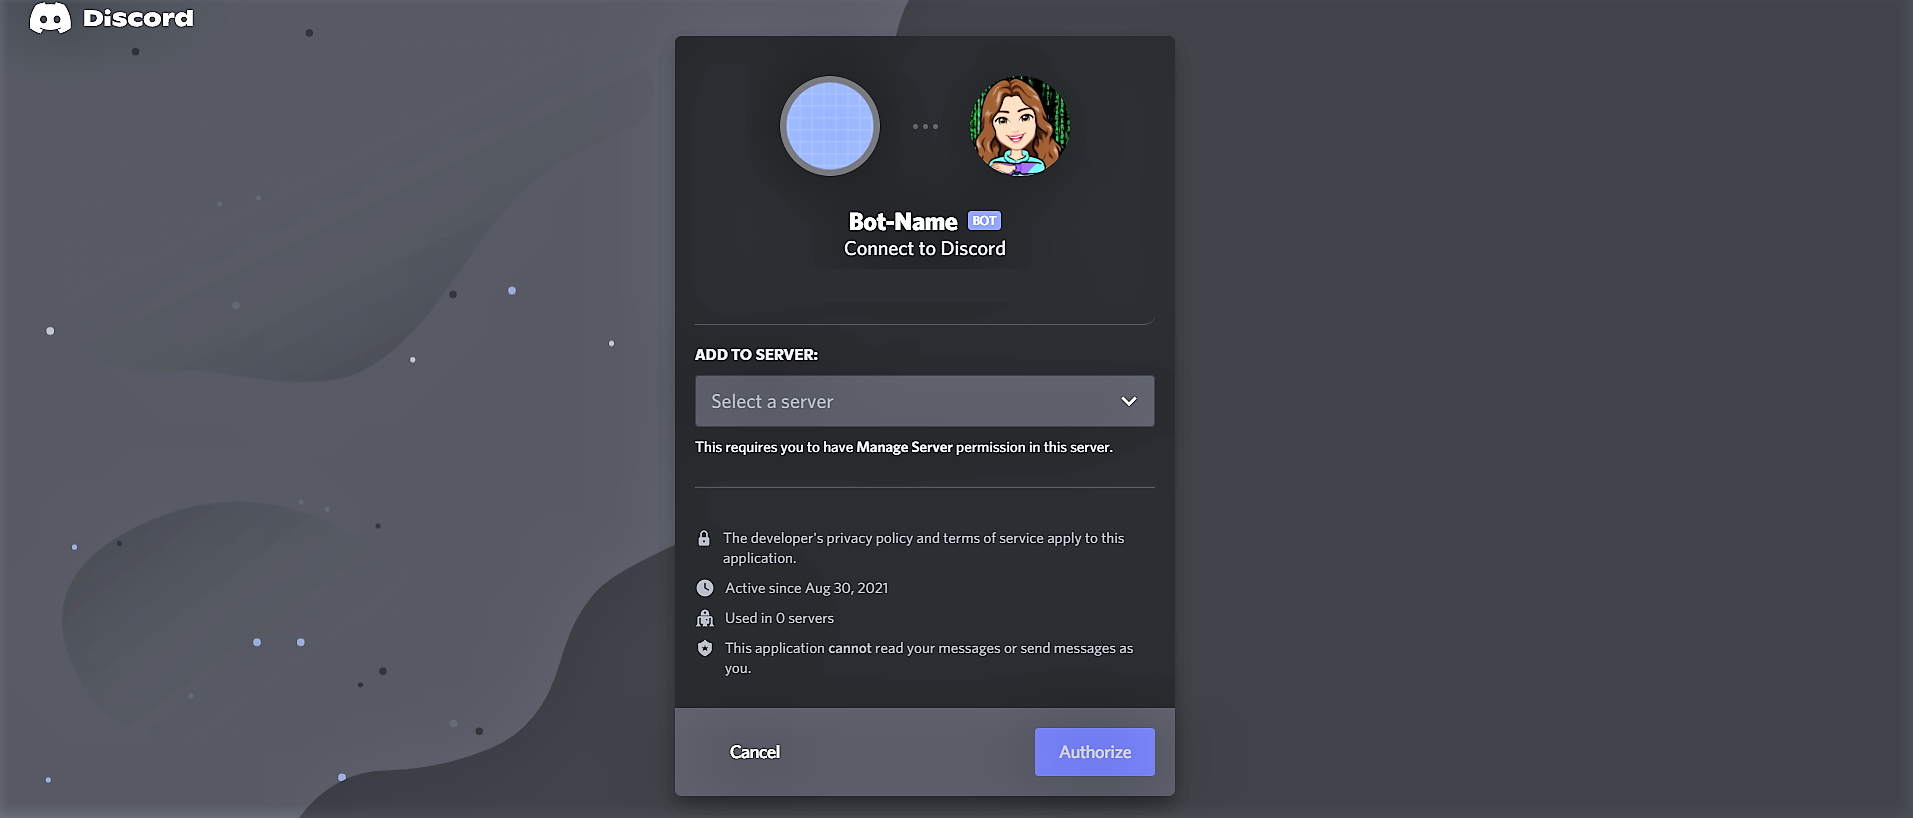 Discord
Bot-Name BOT
Connect to Discord
ADD TO SERVER:
Select a server
This requires you to have Manage Server permission in this server.
The developer's privacy policy and terms of service apply to this
application.
Active since Aug 30, 2021
Used in 0 servers
This application cannot read your messages or send messages as
you.
Cancel
Authorize